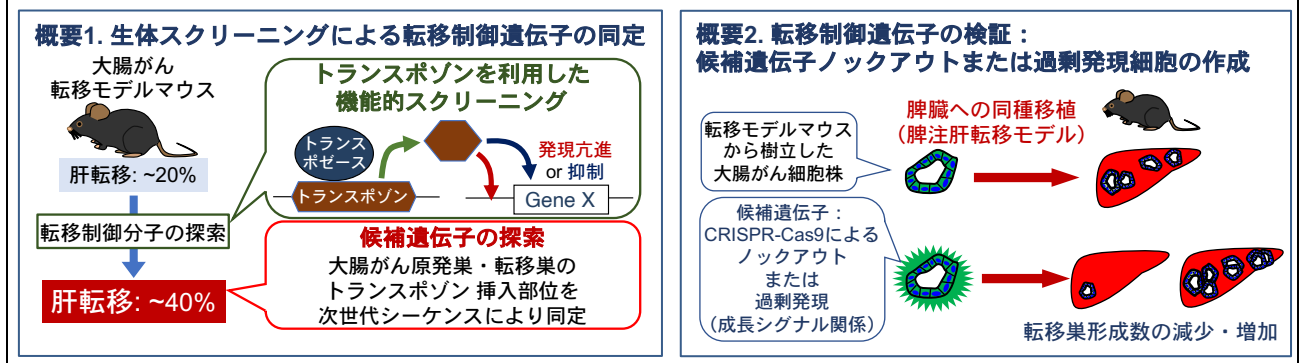 概要1. 生体スクリーニングによる転移制御遺伝子の同定
大腸がん
転移モデルマウス
肝転移: ~20%
転移制御分子の探索
肝転移: ~40%
トランスポゾンを利用した
機能的スクリーニング
トランス
ポゼース
トランスポゾン
発現亢進
or 抑制
Gene X
候補遺伝子の探索
大腸がん原発巣・転移巣の
トランスポゾン 挿入部位を
次世代シーケンスにより同定
概要2. 転移制御遺伝子の検証：
候補遺伝子ノックアウトまたは過剰発現細胞の作成
転移モデルマウス
から樹立した
大腸がん細胞株
脾臓への同種移植
（脾注肝転移モデル）
候補遺伝子：
CRISPR-Cas9による
ノックアウト
または
過剰発現
（成長シグナル関係）
転移巣形成数の減少・増加